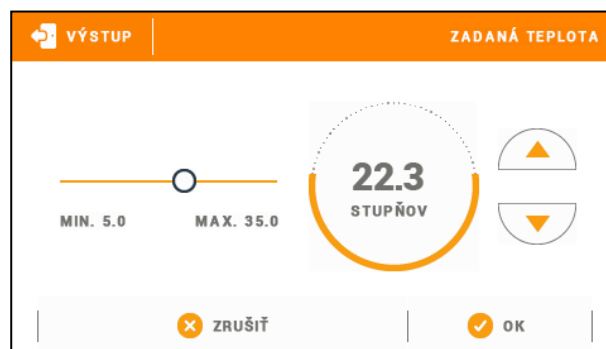 VÝSTUP
ZADANÁ TEPLOTA
22.3
STUPŇOV
MIN. 5.0
MAX. 35.0
ZRUŠIŤ
OK